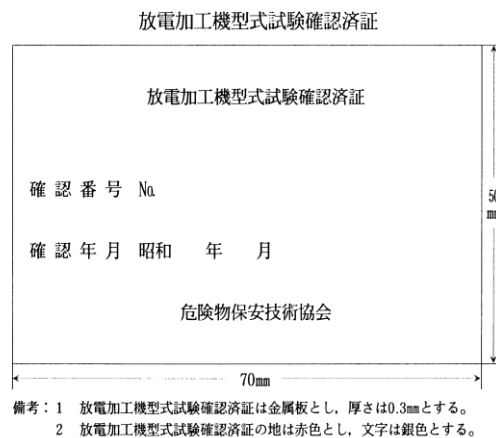 放電加工機型式試験確認済証
放電加工機型式試験確認済証
確認番号 No.
確認年月 昭和 年 月
危険物保安技術協会
50
mm
70mm
備考：1 放電加工機型式試験確認済証は金属板とし，厚さは0.3mmとする。
2 放電加工機型式試験確認済証の地は赤色とし，文字は銀色とする。